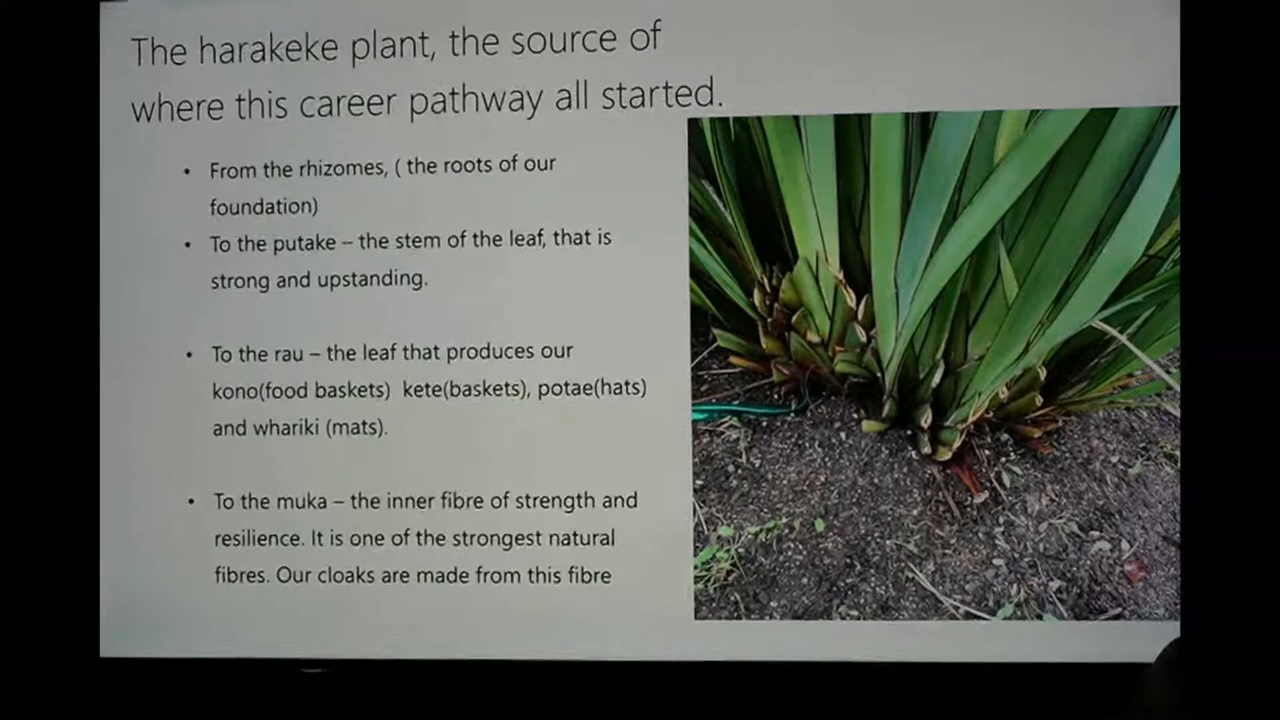 The harakeke plant, the source of
where this career pathway all started.
• From the rhizomes, ( the roots of our
foundation)
• To the putake – the stem of the leaf, that is
strong and upstanding.
• To the rau – the leaf that produces our
kono(food baskets)  kete(baskets), potae(hats)
and whariki (mats).
• To the muka – the inner fibre of strength and
resilience. It is one of the strongest natural
fibres. Our cloaks are made from this fibre